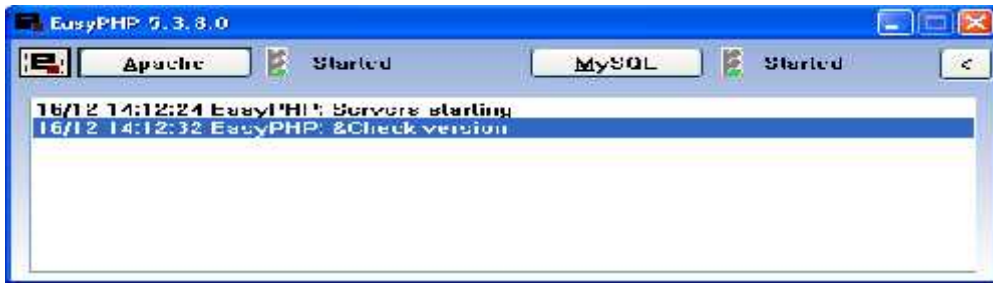 EasyPHP 5.3.8.0
Apache Started MySQL Started <
16/12 14:12:24 EasyPHP: Servers starting
16/12 14:12:32 EasyPHP: &Check version